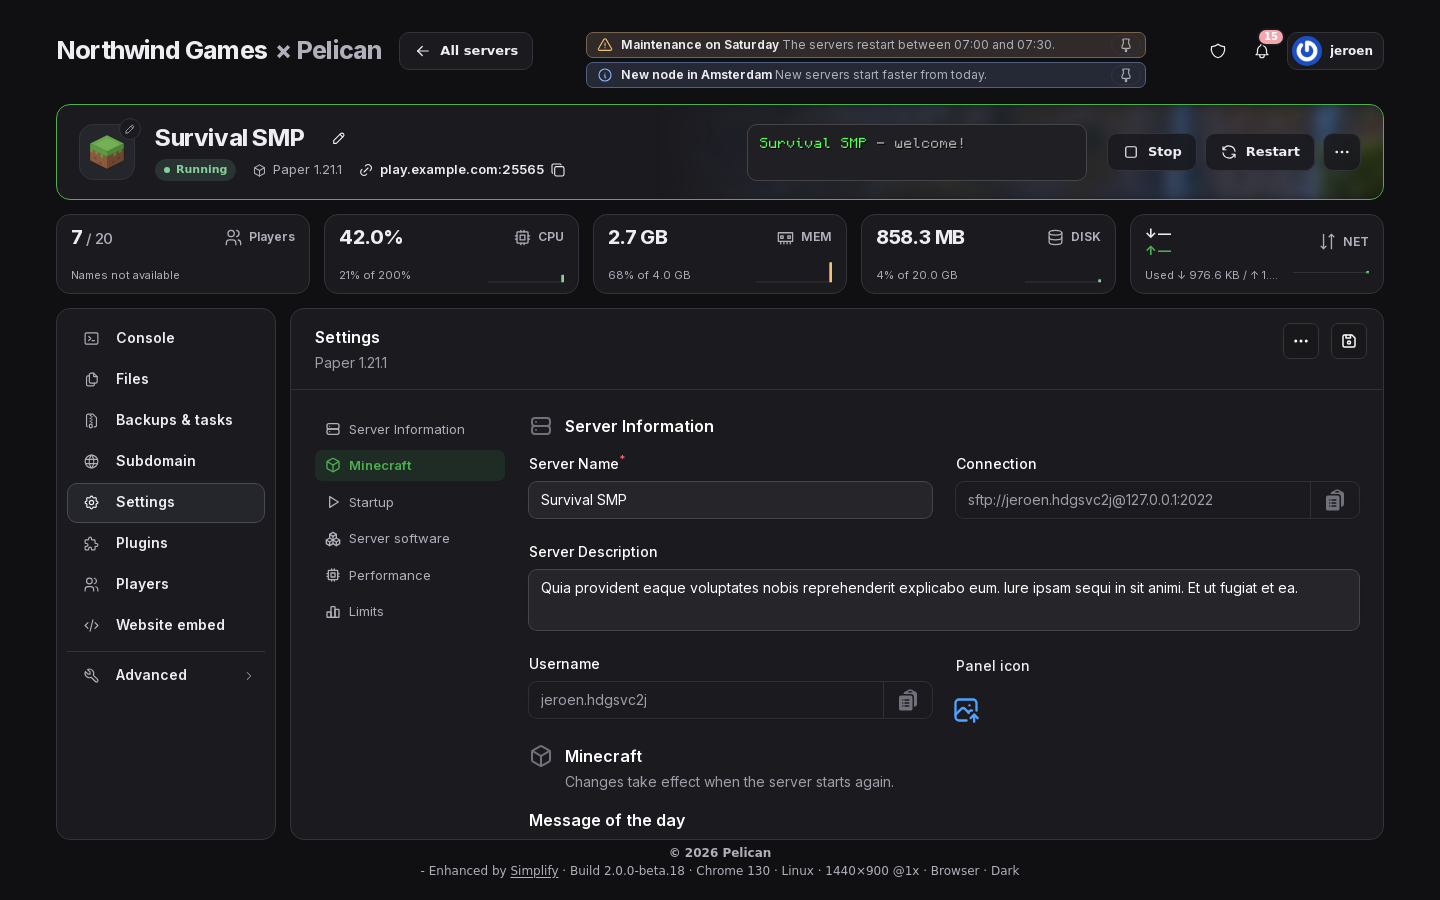 Northwind Games × Pelican
All servers
Maintenance on Saturday The servers restart between 07:00 and 07:30.
New node in Amsterdam New servers start faster from today.
15
jeroen
Survival SMP
Running
Paper 1.21.1
play.example.com:25565
Survival SMP - welcome!
Stop
Restart
7 / 20
Players
Names not available
42.0%
CPU
21% of 200%
2.7 GB
MEM
68% of 4.0 GB
858.3 MB
DISK
4% of 20.0 GB
↓—
↑—
NET
Used ↓ 976.6 KB / ↑ 1....
Console
Files
Backups & tasks
Subdomain
Settings
Plugins
Players
Website embed
Advanced
Settings
Paper 1.21.1
Server Information
Minecraft
Startup
Server software
Performance
Limits
Server Information
Server Name*
Survival SMP
Connection
sftp://jeroen.hdgsvc2j@127.0.0.1:2022
Server Description
Quia provident eaque voluptates nobis reprehenderit explicabo eum. Iure ipsam sequi in sit animi. Et ut fugiat et ea.
Username
jeroen.hdgsvc2j
Panel icon
Minecraft
Changes take effect when the server starts again.
Message of the day
© 2026 Pelican
- Enhanced by Simplify · Build 2.0.0-beta.18 · Chrome 130 · Linux · 1440×900 @1x · Browser · Dark